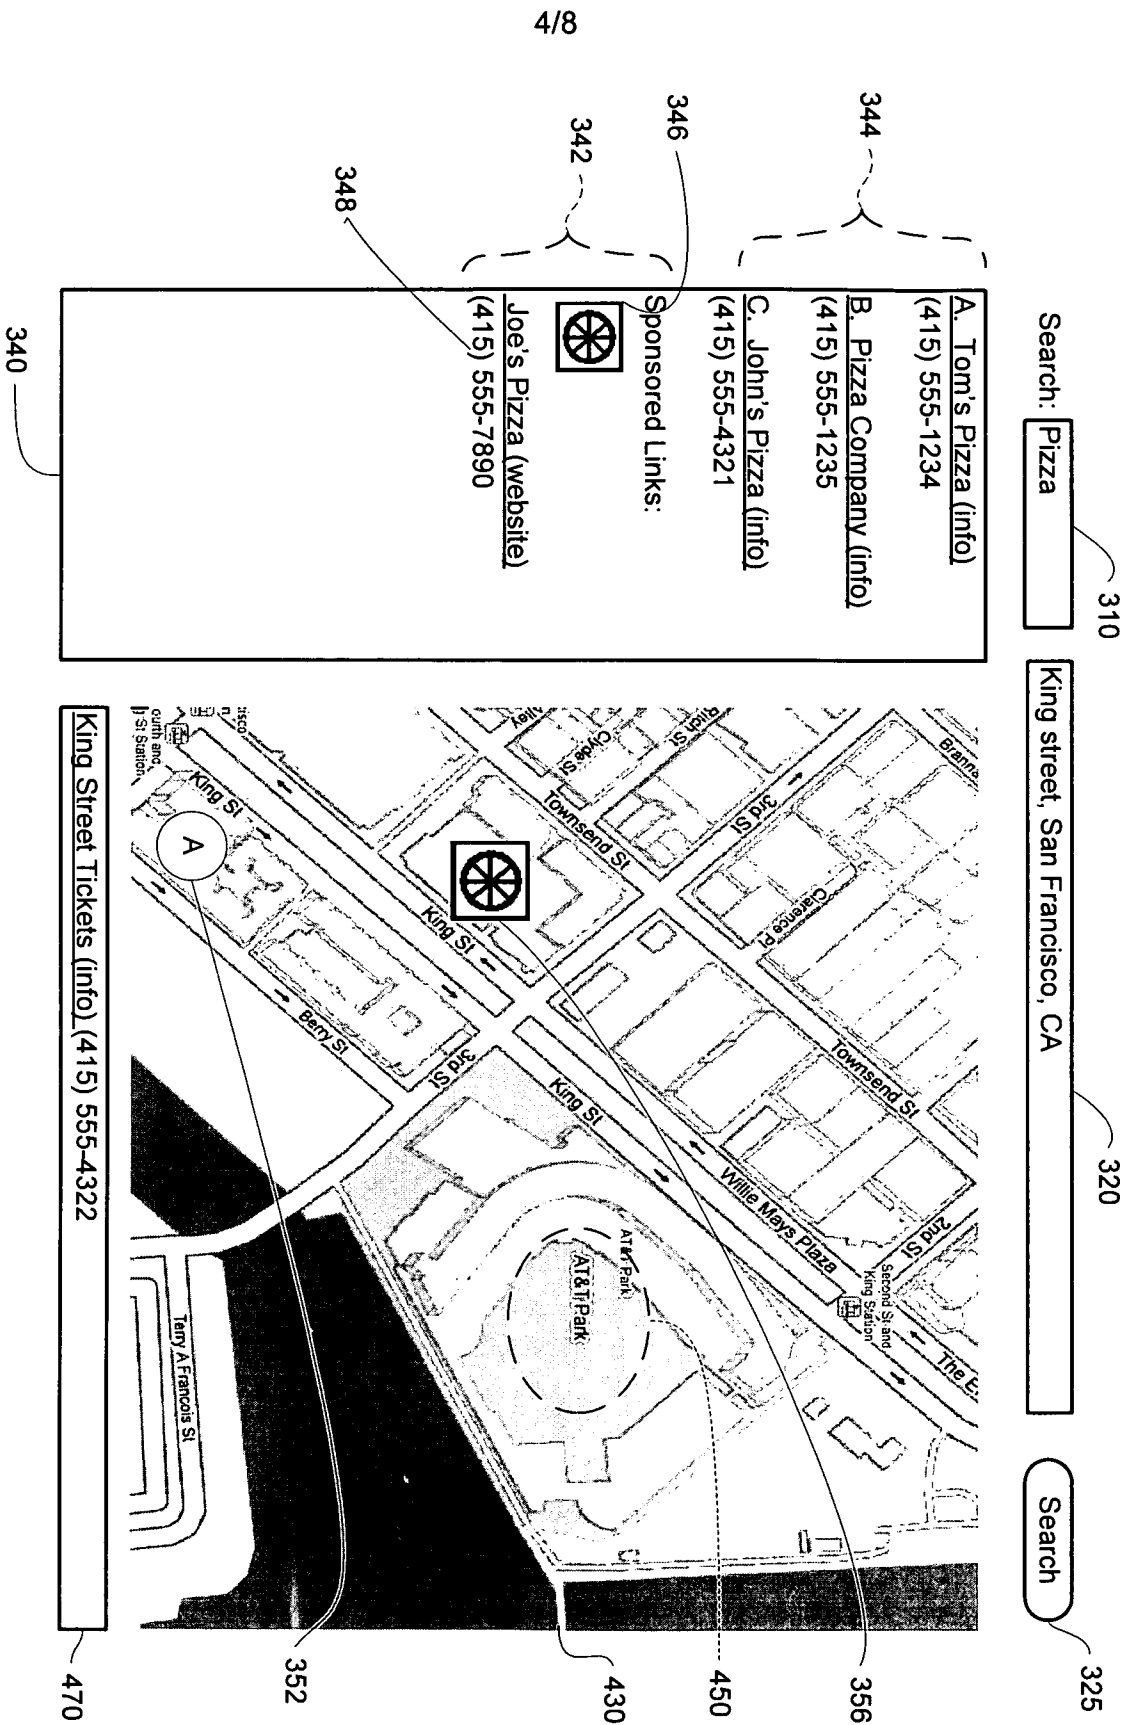 4/8
Search: Pizza
King street, San Francisco, CA
Search
310
320
325
344
346
342
348
340
A. Tom's Pizza (info)
(415) 555-1234
B. Pizza Company (info)
(415) 555-1235
C. John's Pizza (info)
(415) 555-4321
Sponsored Links:
Joe's Pizza (website)
(415) 555-7890
Clarence Pl
Townsend St
2nd St
3rd St
Clyde St
Alley
Townsend St
Willie Mays Plaza
Second St and
King Station
The E
King St
King St
King St
A
3rd St
Berry St
AT&T Park
AT&T Park
Terry A Francois St
King Street Tickets (info) (415) 555-4322
356
450
430
352
470